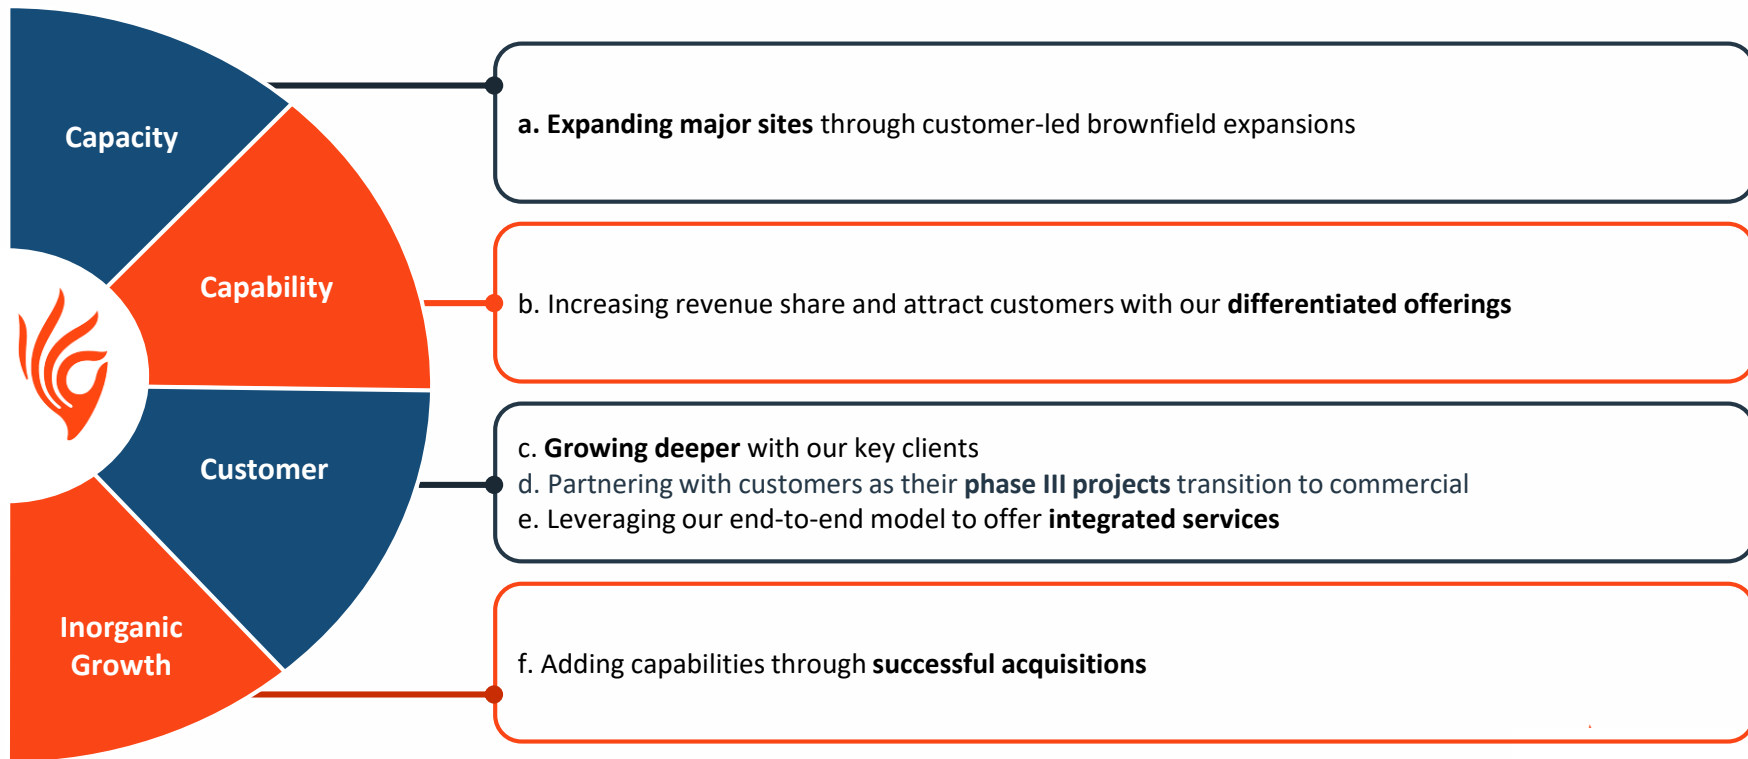 Capacity
a. Expanding major sites through customer-led brownfield expansions
Capability
b. Increasing revenue share and attract customers with our differentiated offerings
Customer
c. Growing deeper with our key clients
d. Partnering with customers as their phase III projects transition to commercial
e. Leveraging our end-to-end model to offer integrated services
Inorganic
Growth
f. Adding capabilities through successful acquisitions